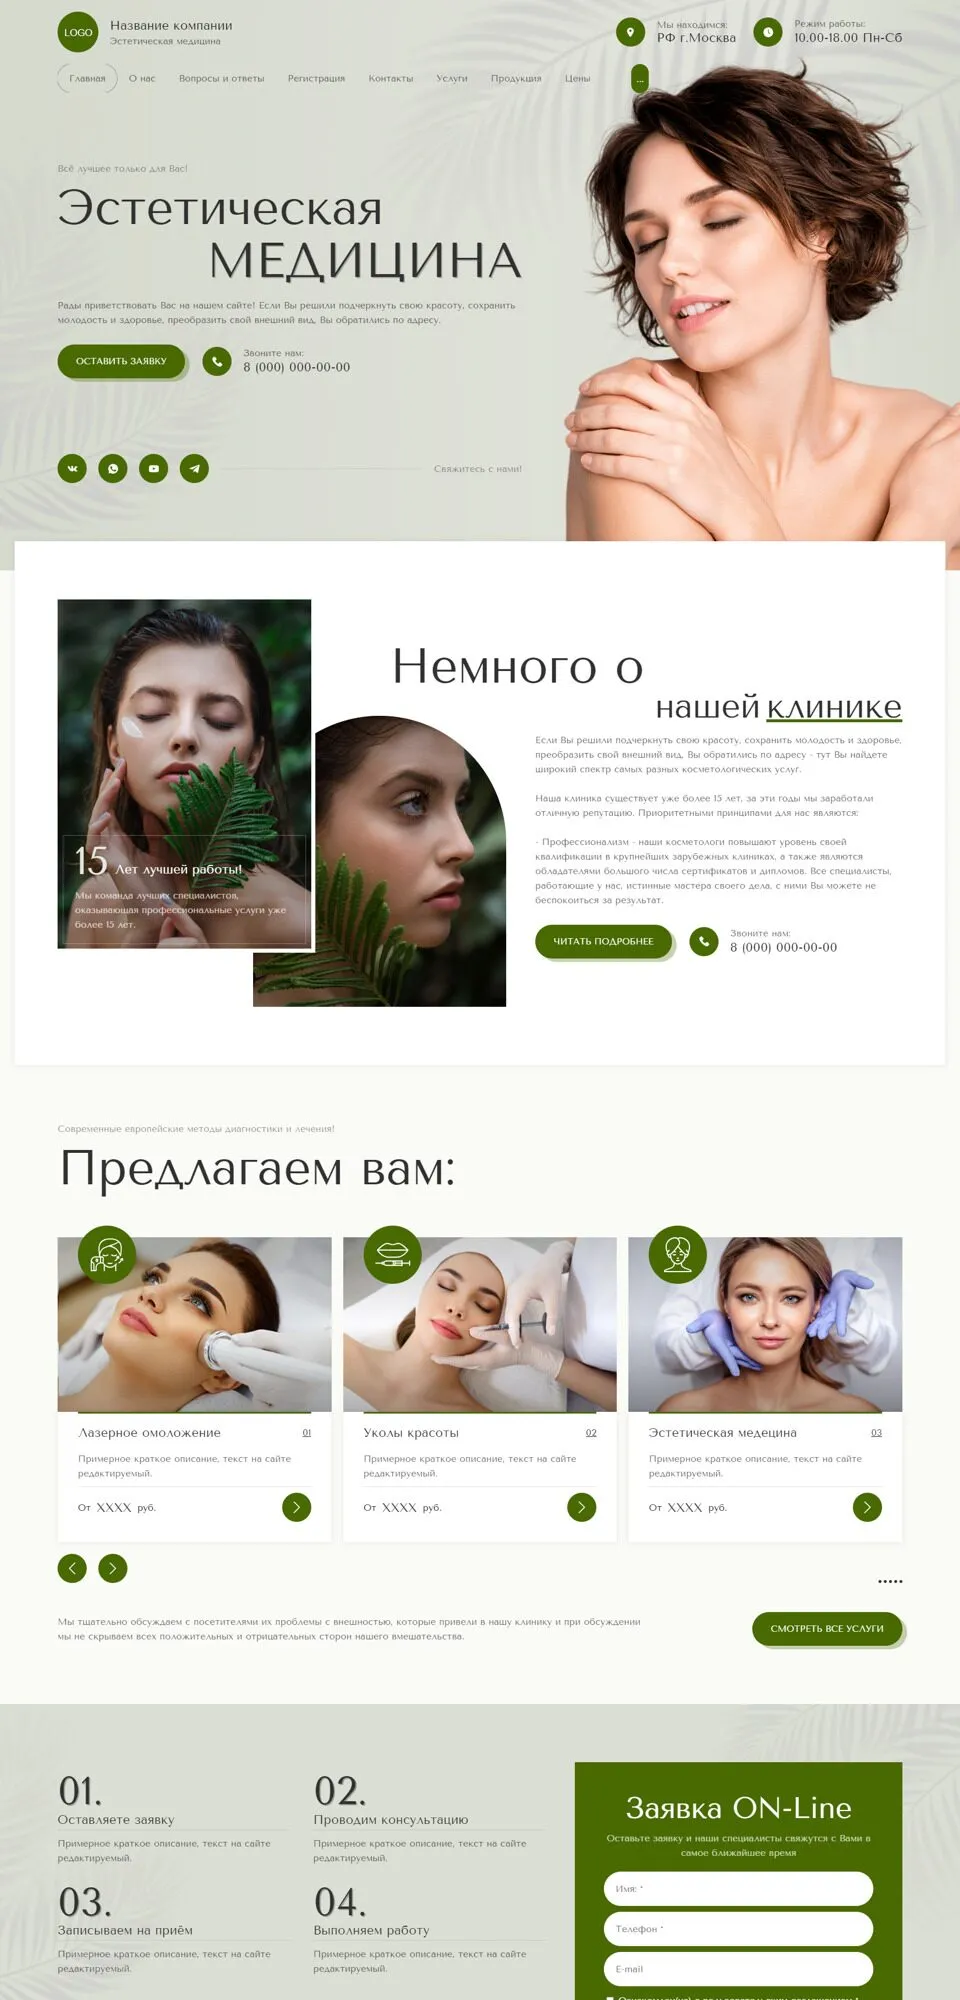 LOGO
Название компании
Эстетическая медицина
Мы находимся:
РФ г.Москва
Режим работы:
10.00-18.00 Пн-Сб
Главная
О нас
Вопросы и ответы
Регистрация
Контакты
Услуги
Продукция
Цены
...
Всё лучшее только для Вас!
Эстетическая
МЕДИЦИНА
Рады приветствовать Вас на нашем сайте! Если Вы решили подчеркнуть свою красоту, сохранить
молодость и здоровье, преобразить свой внешний вид, Вы обратились по адресу.
ОСТАВИТЬ ЗАЯВКУ
Звоните нам:
8 (000) 000-00-00
Свяжитесь с нами!
15 Лет лучшей работы!
Мы команда лучших специалистов,
оказывающая профессиональные услуги уже
более 15 лет.
Немного о
нашей клинике
Если Вы решили подчеркнуть свою красоту, сохранить молодость и здоровье,
преобразить свой внешний вид, Вы обратились по адресу - тут Вы найдете
широкий спектр самых разных косметологических услуг.
Наша клиника существует уже более 15 лет, за эти годы мы заработали
отличную репутацию. Приоритетными принципами для нас являются:
- Профессионализм - наши косметологи повышают уровень своей
квалификации в крупнейших зарубежных клиниках, а также являются
обладателями большого числа сертификатов и дипломов. Все специалисты,
работающие у нас, истинные мастера своего дела, с ними Вы можете не
беспокоиться за результат.
ЧИТАТЬ ПОДРОБНЕЕ
Звоните нам:
8 (000) 000-00-00
Современные европейские методы диагностики и лечения!
Предлагаем вам:
Лазерное омоложение
01
Примерное краткое описание, текст на сайте
редактируемый.
От XXXX руб.
Уколы красоты
02
Примерное краткое описание, текст на сайте
редактируемый.
От XXXX руб.
Эстетическая медецина
03
Примерное краткое описание, текст на сайте
редактируемый.
От XXXX руб.
Мы тщательно обсуждаем с посетителями их проблемы с внешностью, которые привели в нашу клинику и при обсуждении
мы не скрываем всех положительных и отрицательных сторон нашего вмешательства.
СМОТРЕТЬ ВСЕ УСЛУГИ
01.
Оставляете заявку
Примерное краткое описание, текст на сайте
редактируемый.
02.
Проводим консультацию
Примерное краткое описание, текст на сайте
редактируемый.
03.
Записываем на приём
Примерное краткое описание, текст на сайте
редактируемый.
04.
Выполняем работу
Примерное краткое описание, текст на сайте
редактируемый.
Заявка ON-Line
Оставьте заявку и наши специалисты свяжутся с Вами в
самое ближайшее время
Имя: *
Телефон *
E-mail